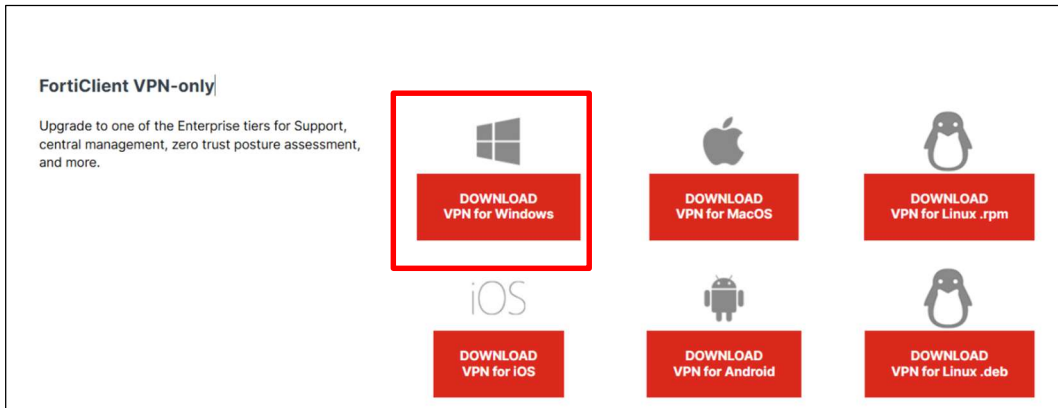 FortiClient VPN-only
Upgrade to one of the Enterprise tiers for Support,
central management, zero trust posture assessment,
and more.
DOWNLOAD
VPN for Windows
DOWNLOAD
VPN for MacOS
DOWNLOAD
VPN for Linux .rpm
iOS
DOWNLOAD
VPN for iOS
DOWNLOAD
VPN for Android
DOWNLOAD
VPN for Linux .deb